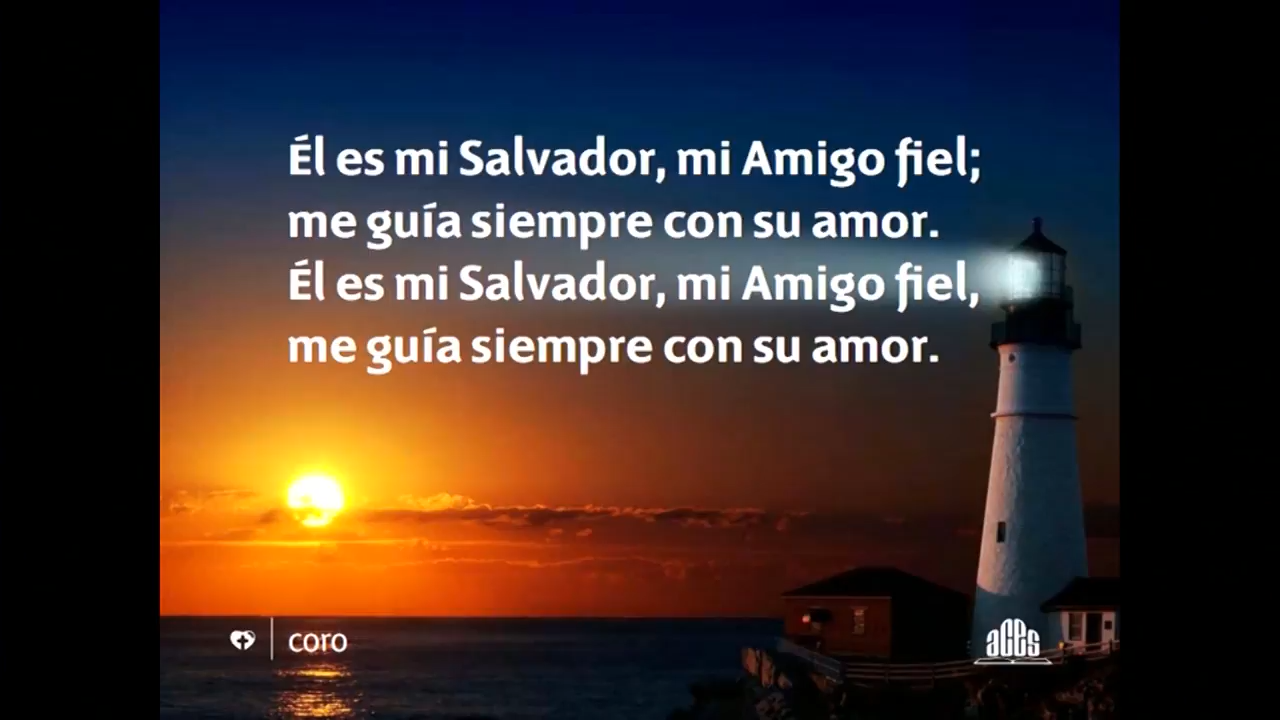 Él es mi Salvador, mi Amigo fiel;
me guía siempre con su amor.
Él es mi Salvador, mi Amigo fiel,
me guía siempre con su amor.
coro
aces